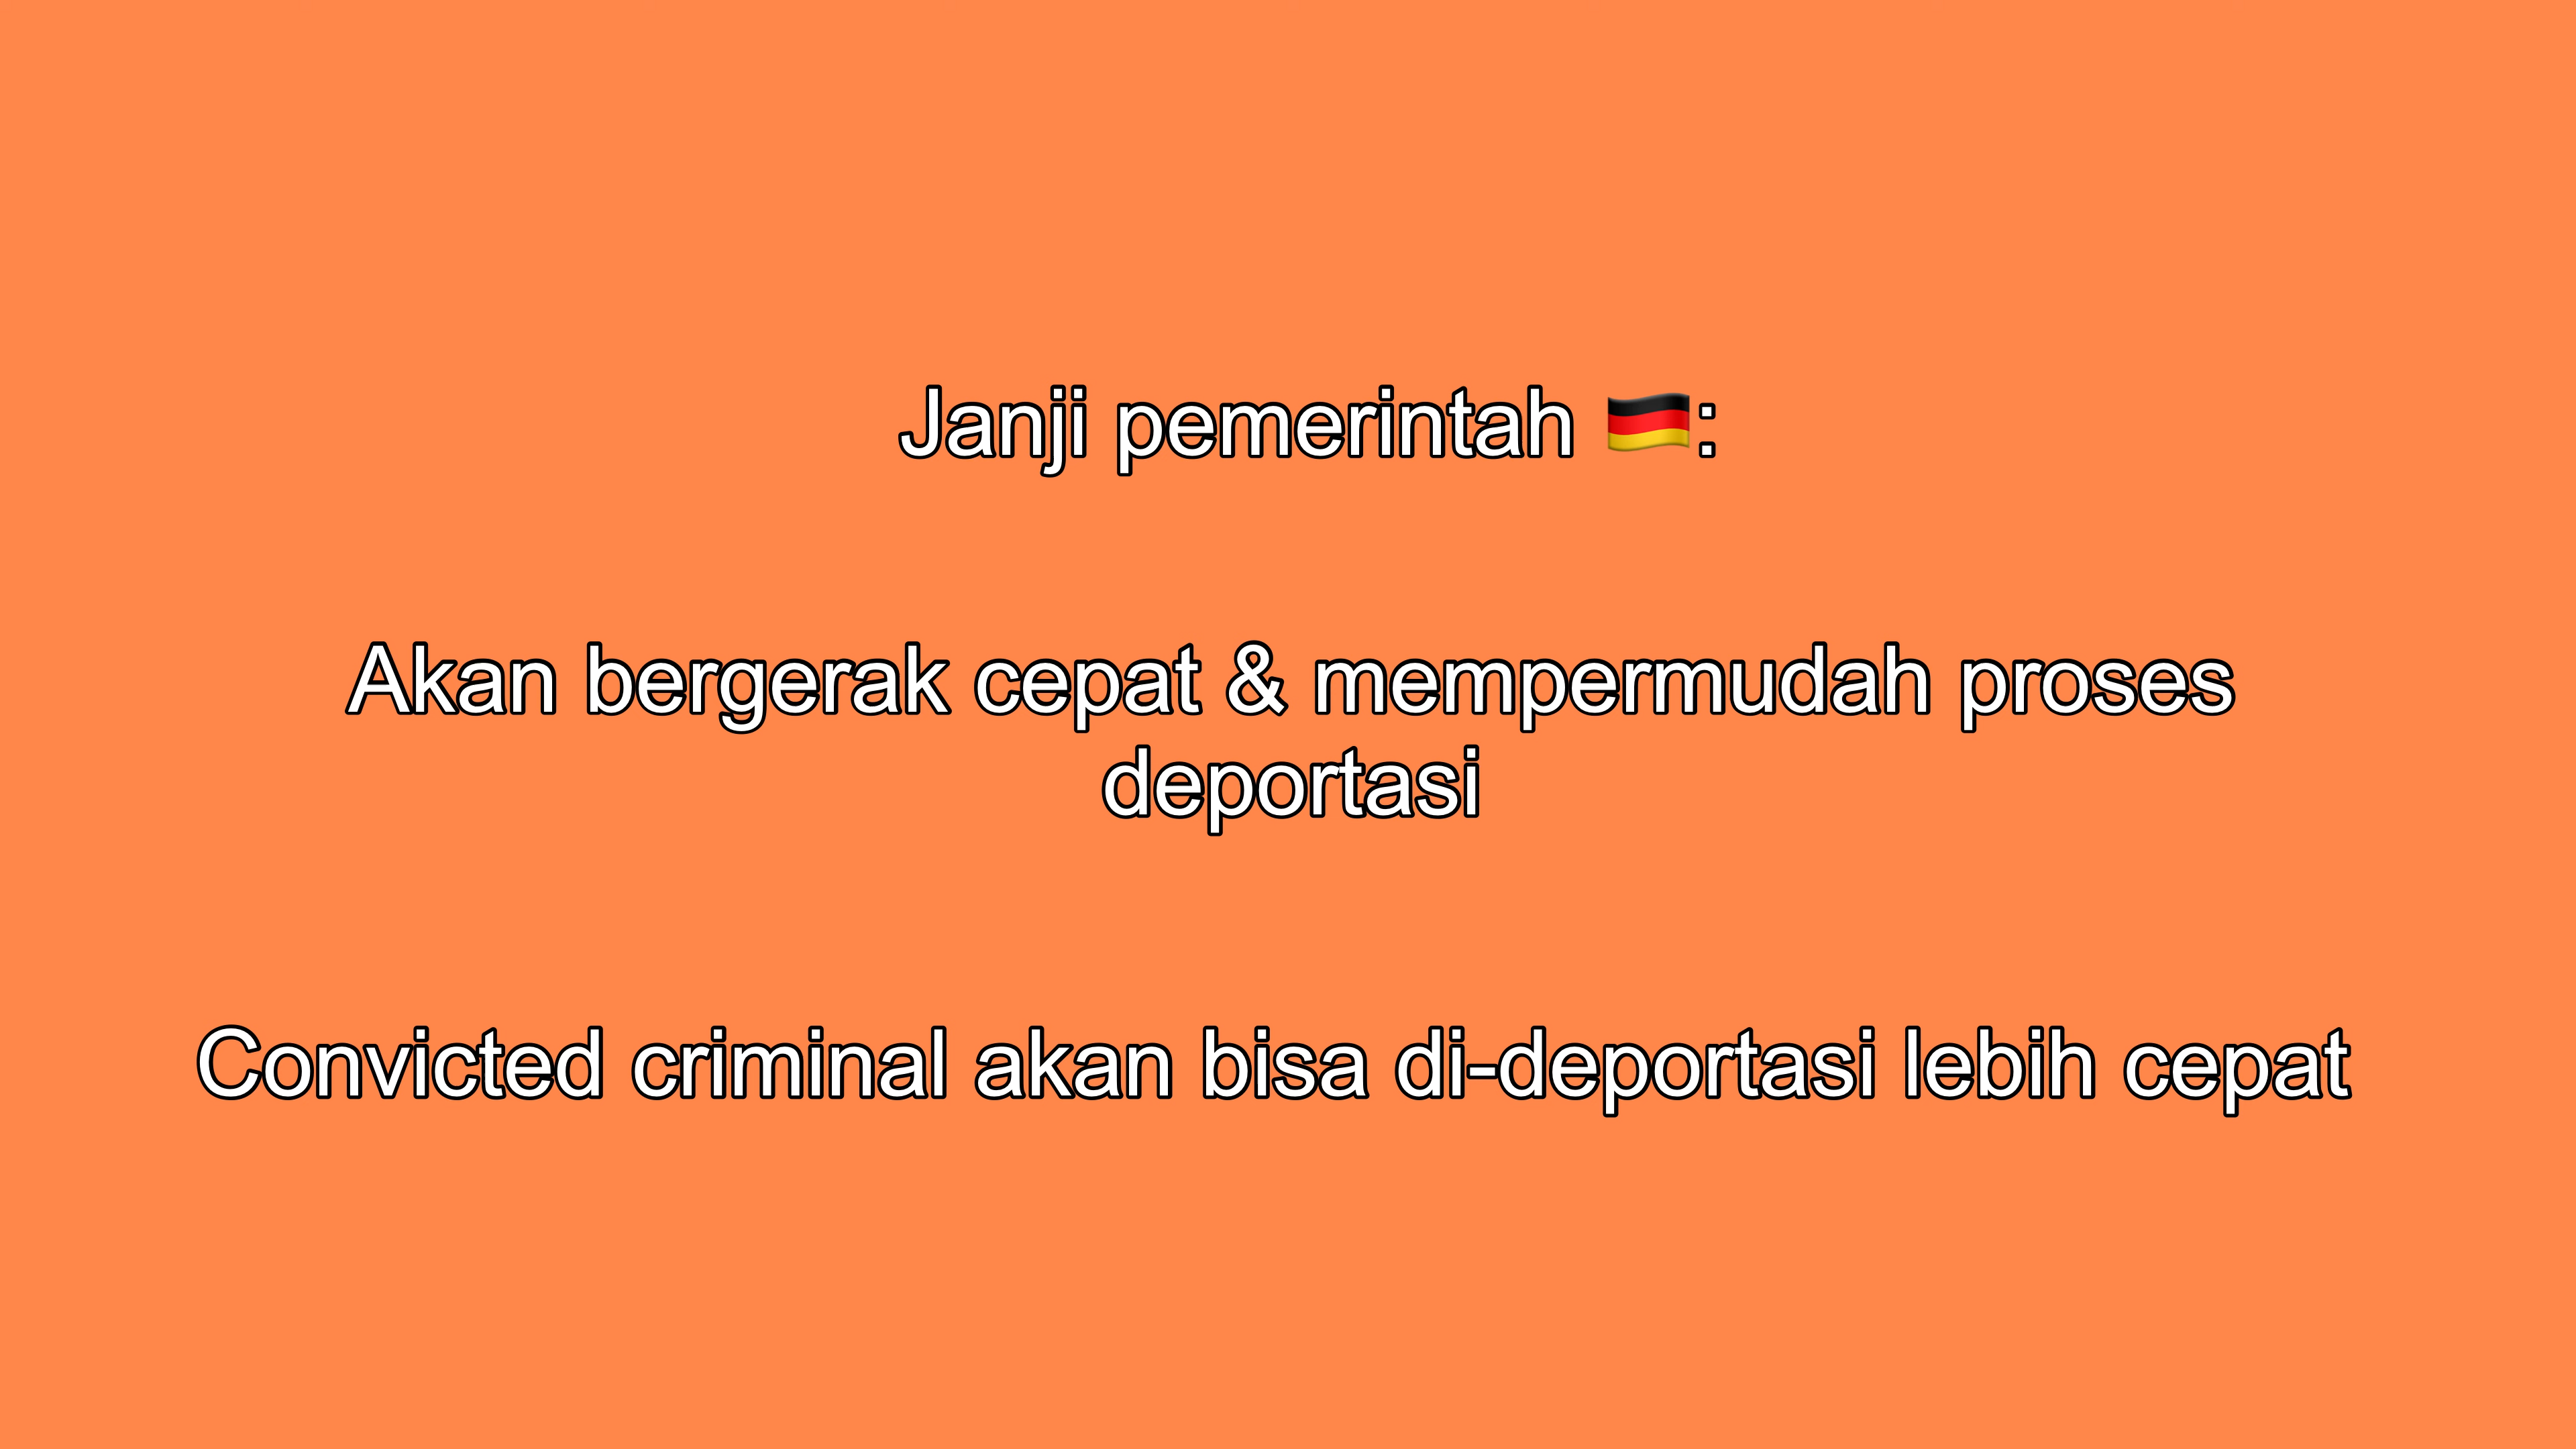 Janji pemerintah 🇩🇪:
Akan bergerak cepat & mempermudah proses
deportasi
Convicted criminal akan bisa di-deportasi lebih cepat